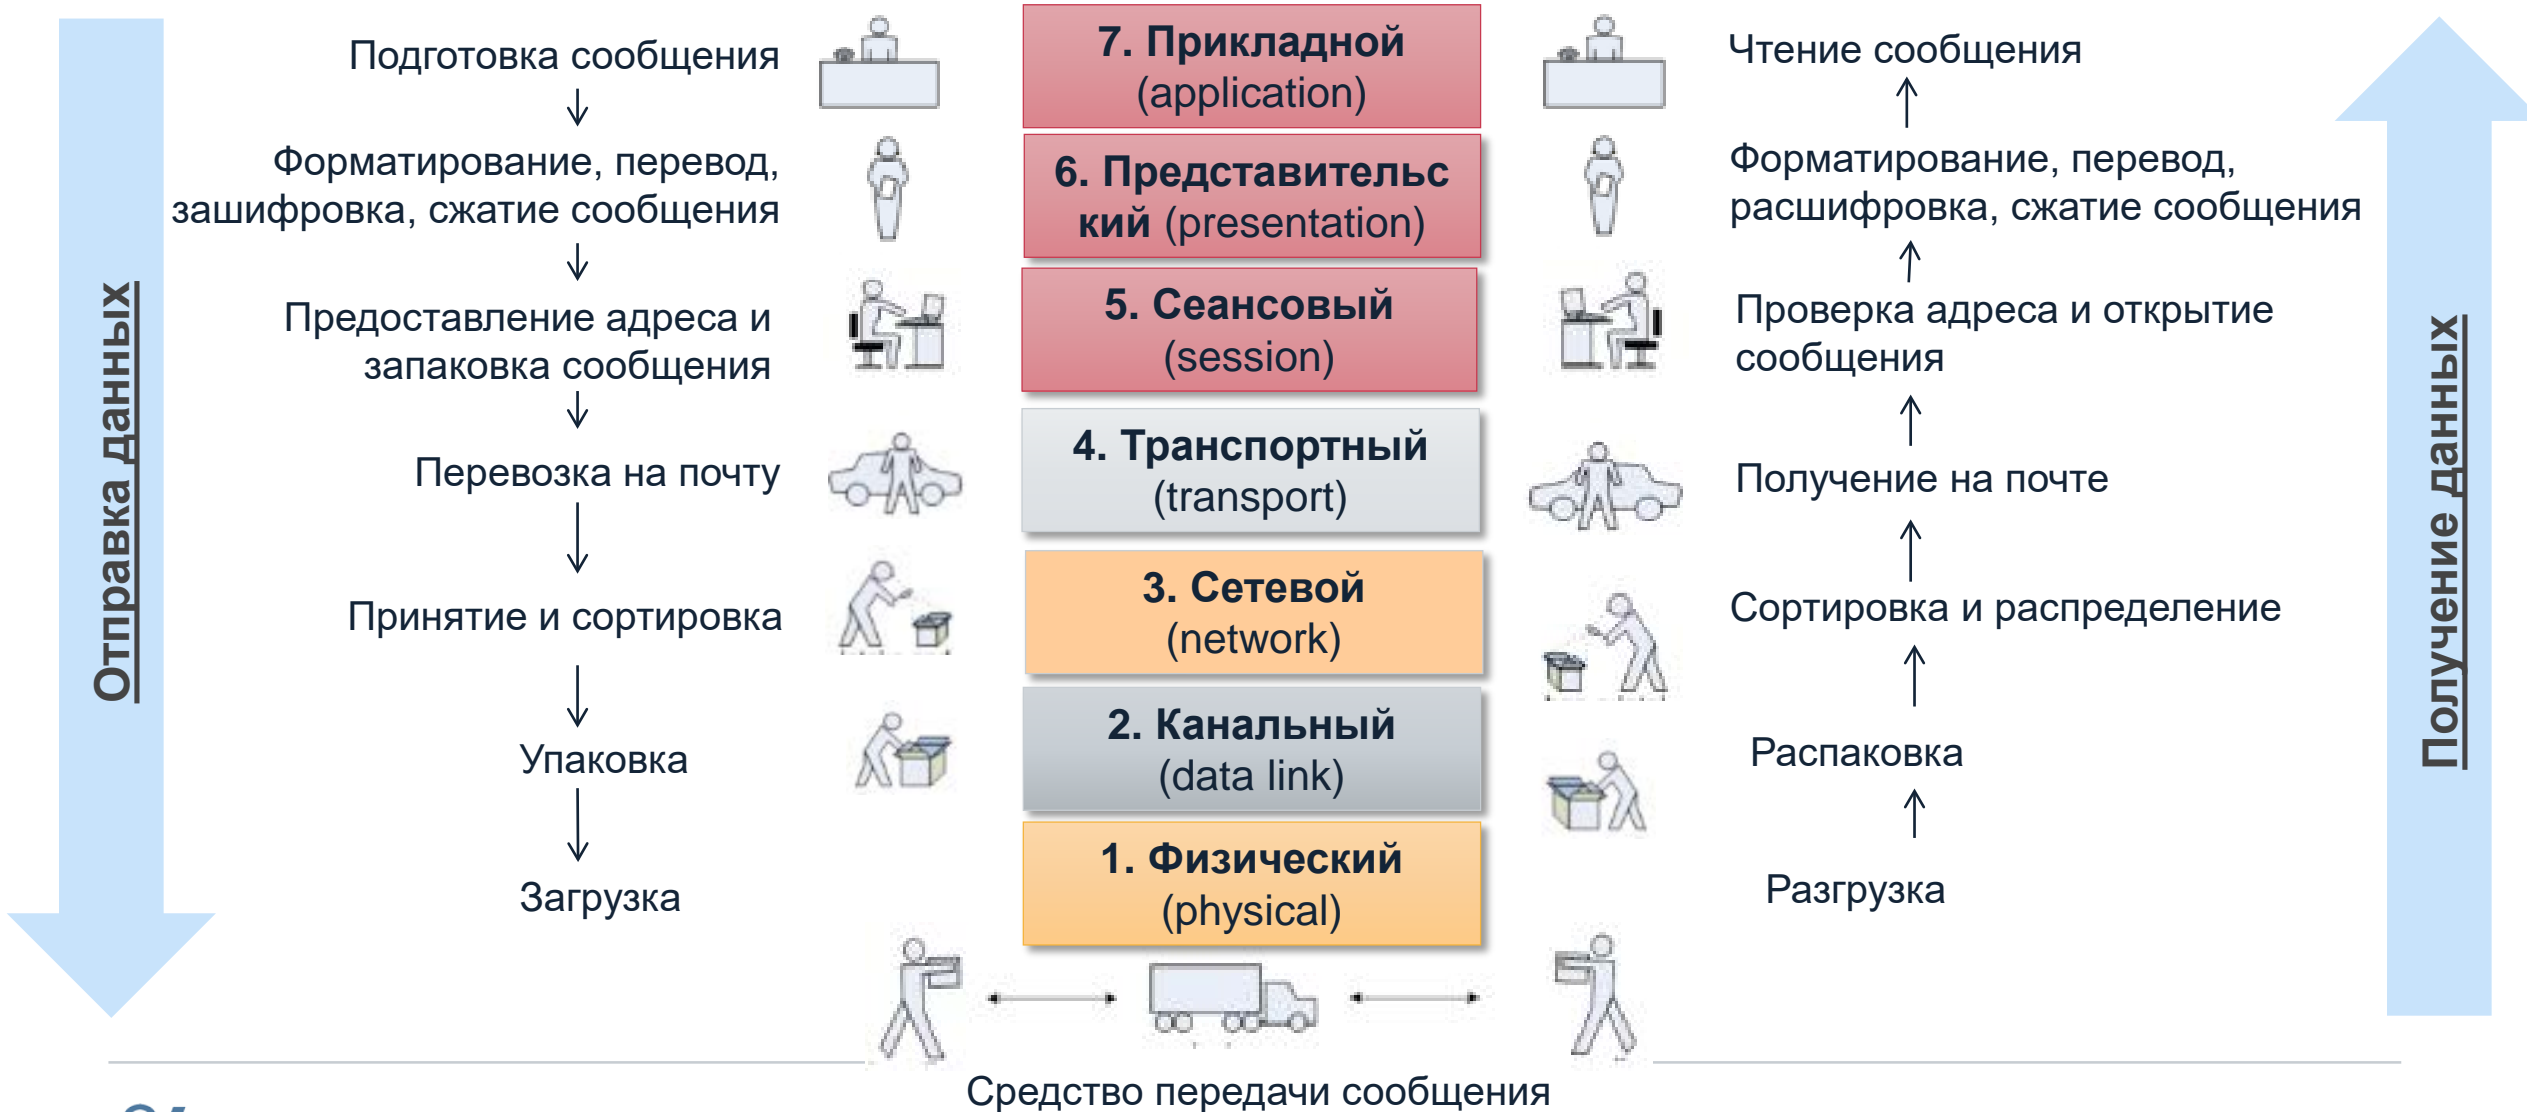 Отправка данных
Подготовка сообщения
Форматирование, перевод,
зашифровка, сжатие сообщения
Предоставление адреса и
запаковка сообщения
Перевозка на почту
Принятие и сортировка
Упаковка
Загрузка
7. Прикладной
(application)
6. Представительс
кий (presentation)
5. Сеансовый
(session)
4. Транспортный
(transport)
3. Сетевой
(network)
2. Канальный
(data link)
1. Физический
(physical)
Чтение сообщения
Форматирование, перевод,
расшифровка, сжатие сообщения
Проверка адреса и открытие
сообщения
Получение на почте
Сортировка и распределение
Распаковка
Разгрузка
Получение данных
Средство передачи сообщения